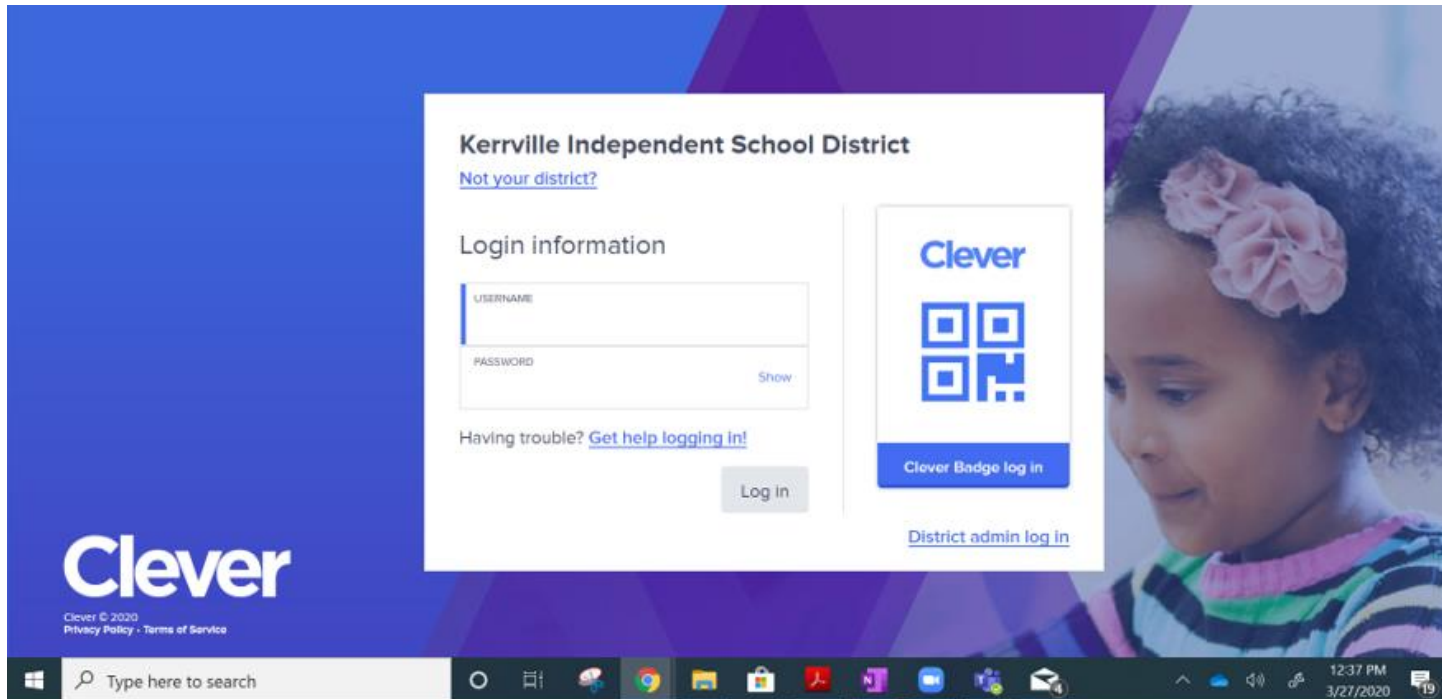 Kerrville Independent School District
Not your district?
Login information
USERNAME
PASSWORD
Show
Having trouble? Get help logging in!
Log in
Clever
Clever Badge log in
District admin log in
Clever
Clever © 2020
Privacy Policy - Terms of Service
Type here to search
4
12:37 PM
3/27/2020
19